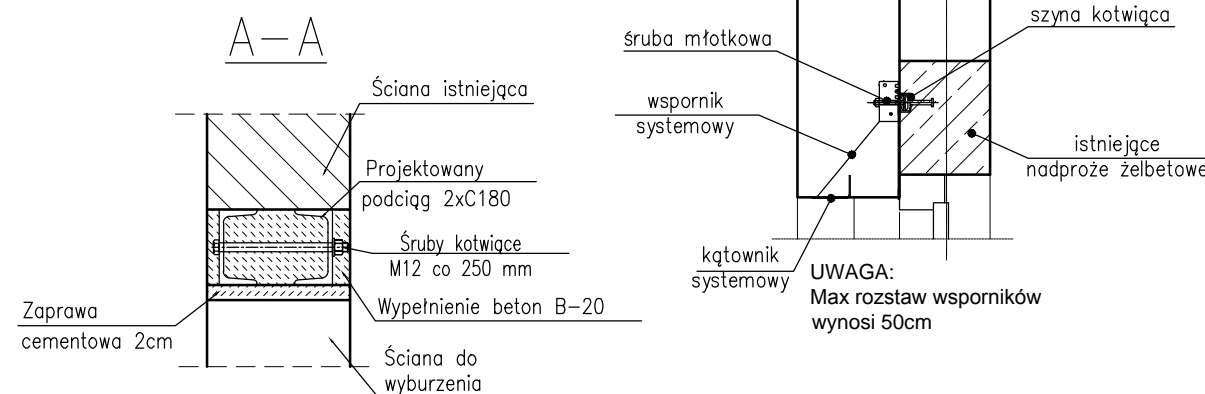 A-A
Ściana istniejąca
Projektowany
podciąg 2xC180
Śruby kotwiące
M12 co 250 mm
Wypełnienie beton B-20
Zaprawa
cementowa 2cm
Ściana do
wyburzenia
szyna kotwiąca
śruba młotkowa
wspornik
systemowy
istniejące
nadproże żelbetowe
kątownik
systemowy
UWAGA:
Max rozstaw wsporników
wynosi 50cm